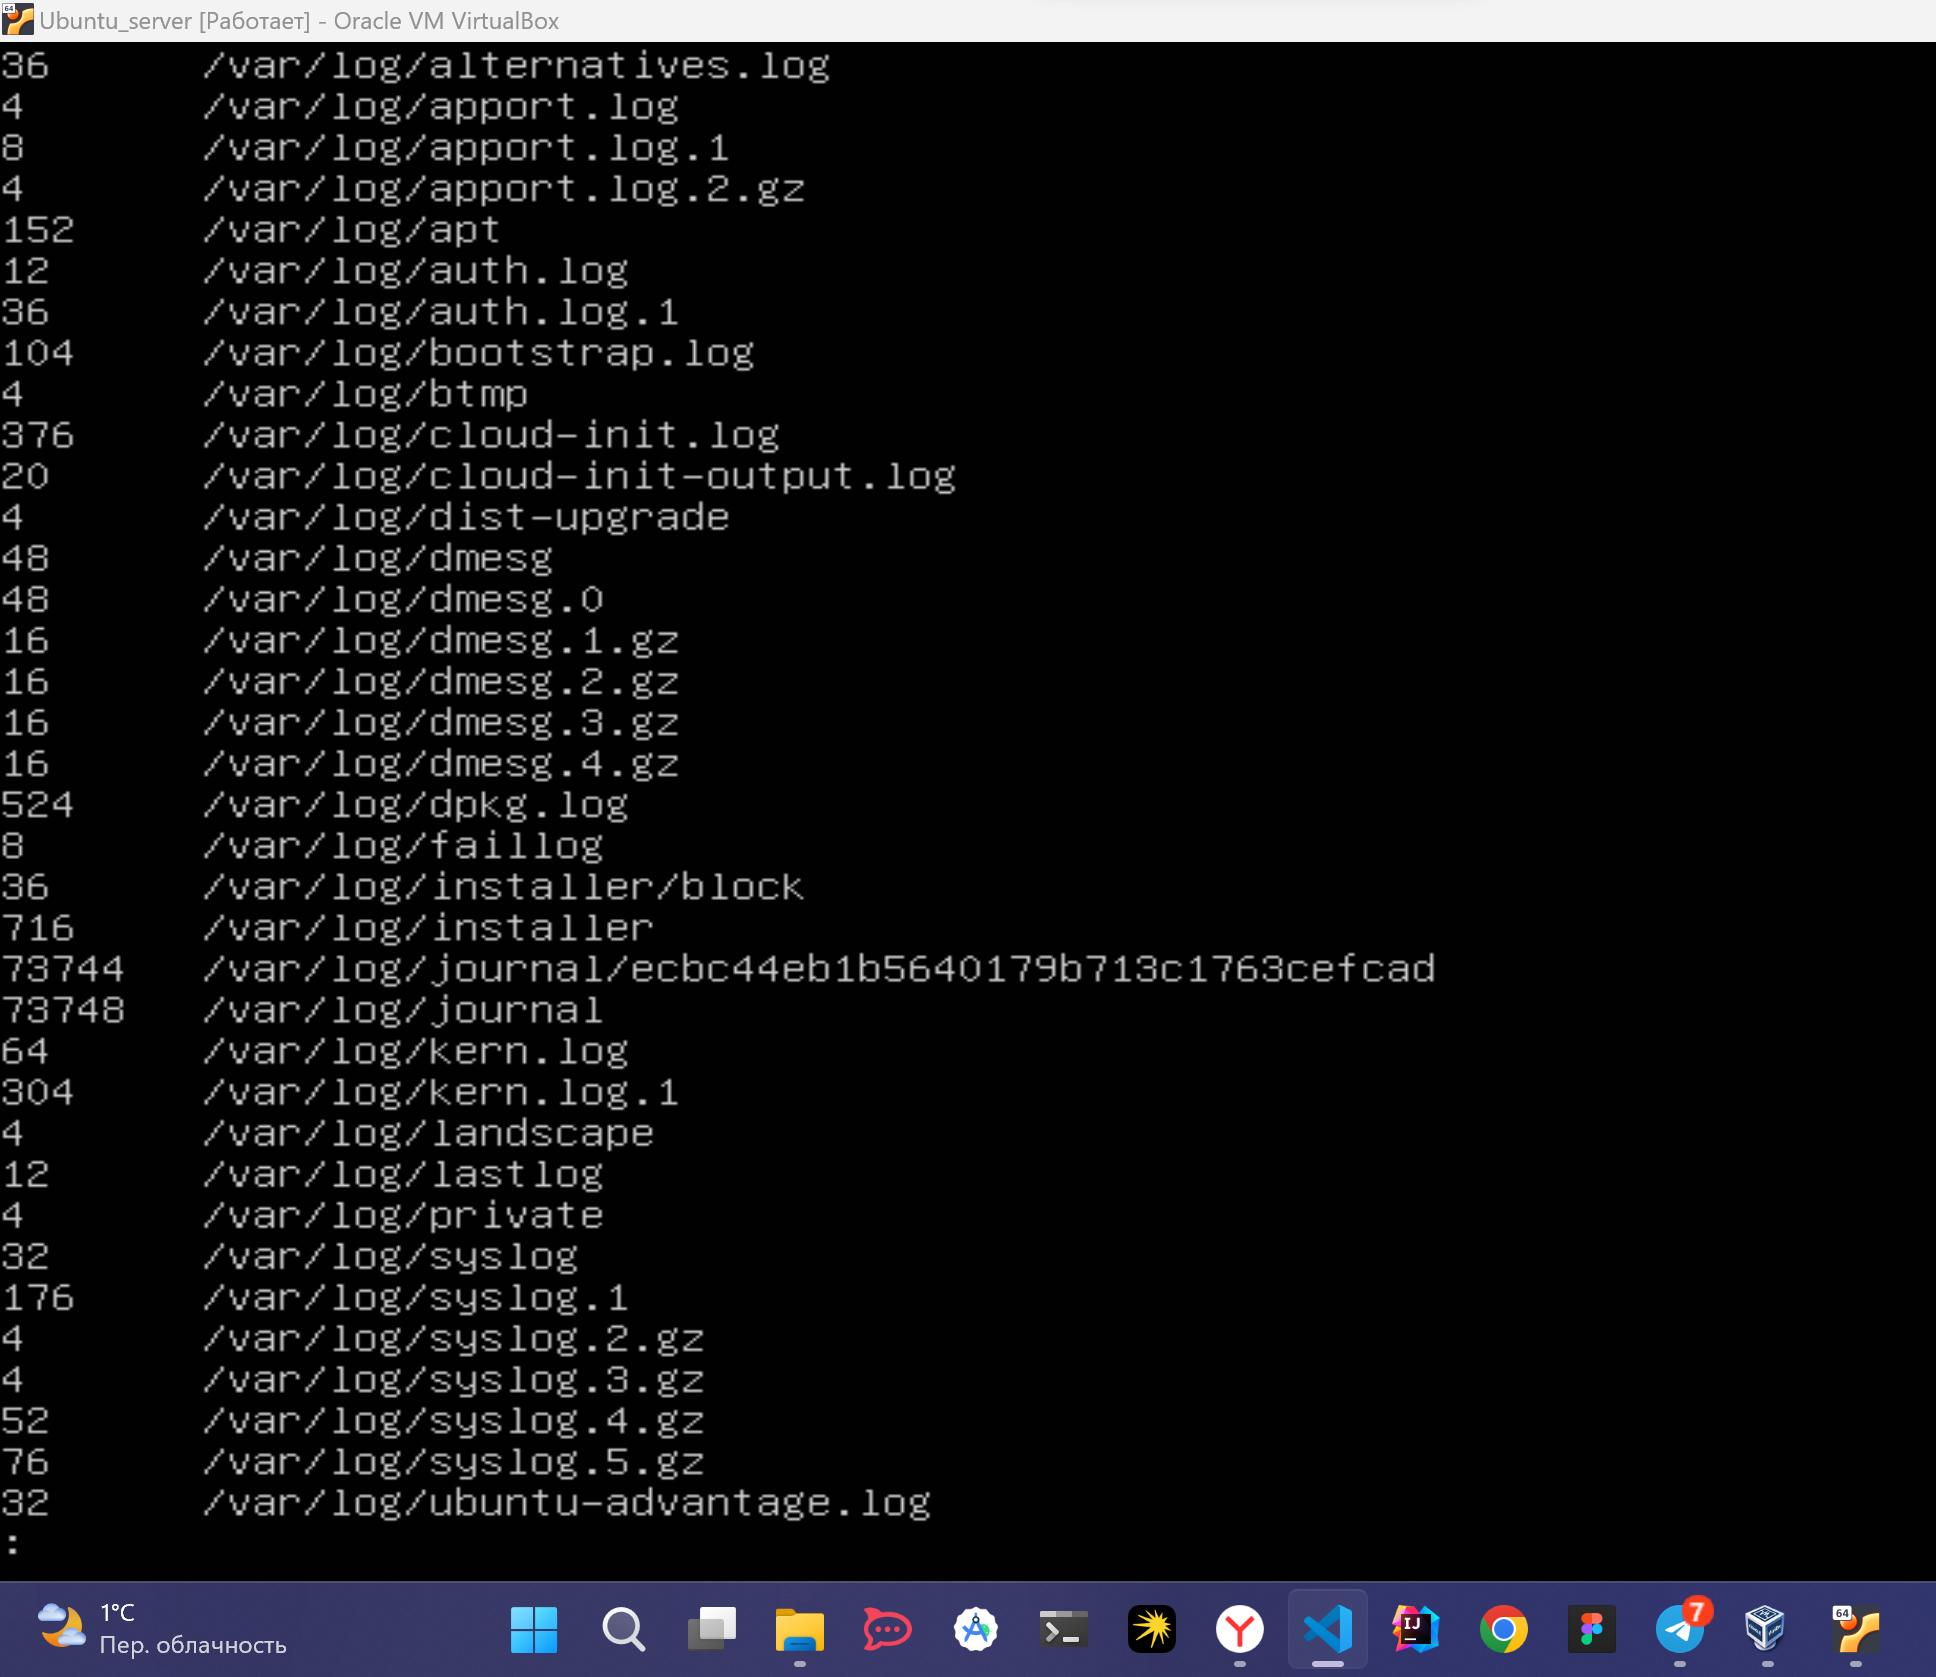 Ubuntu_server [Работает] - Oracle VM VirtualBox
36 /var/log/alternatives.log
4 /var/log/apport.log
8 /var/log/apport.log.1
4 /var/log/apport.log.2.gz
152 /var/log/apt
12 /var/log/auth.log
36 /var/log/auth.log.1
104 /var/log/bootstrap.log
4 /var/log/btmp
376 /var/log/cloud-init.log
20 /var/log/cloud-init-output.log
4 /var/log/dist-upgrade
48 /var/log/dmesg
48 /var/log/dmesg.0
16 /var/log/dmesg.1.gz
16 /var/log/dmesg.2.gz
16 /var/log/dmesg.3.gz
16 /var/log/dmesg.4.gz
524 /var/log/dpkg.log
8 /var/log/faillog
36 /var/log/installer/block
716 /var/log/installer
73744 /var/log/journal/ecbc44eb1b5640179b713c1763cefcad
73748 /var/log/journal
64 /var/log/kern.log
304 /var/log/kern.log.1
4 /var/log/landscape
12 /var/log/lastlog
4 /var/log/private
32 /var/log/syslog
176 /var/log/syslog.1
4 /var/log/syslog.2.gz
4 /var/log/syslog.3.gz
52 /var/log/syslog.4.gz
76 /var/log/syslog.5.gz
32 /var/log/ubuntu-advantage.log
:
1°C
Пер. облачность
IJ
7
64